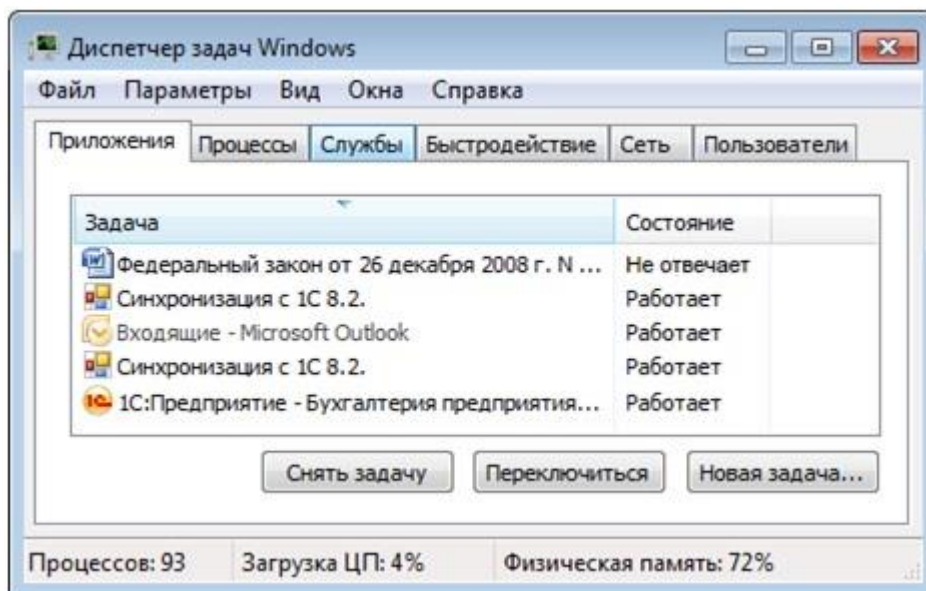 Диспетчер задач Windows
Файл Параметры Вид Окна Справка
Приложения Процессы Службы Быстродействие Сеть Пользователи
Задача Состояние
Федеральный закон от 26 декабря 2008 г. N ... Не отвечает
Синхронизация с 1С 8.2. Работает
Входящие - Microsoft Outlook Работает
Синхронизация с 1С 8.2. Работает
1С:Предприятие - Бухгалтерия предприятия... Работает
Снять задачу Переключиться Новая задача...
Процессов: 93 Загрузка ЦП: 4% Физическая память: 72%